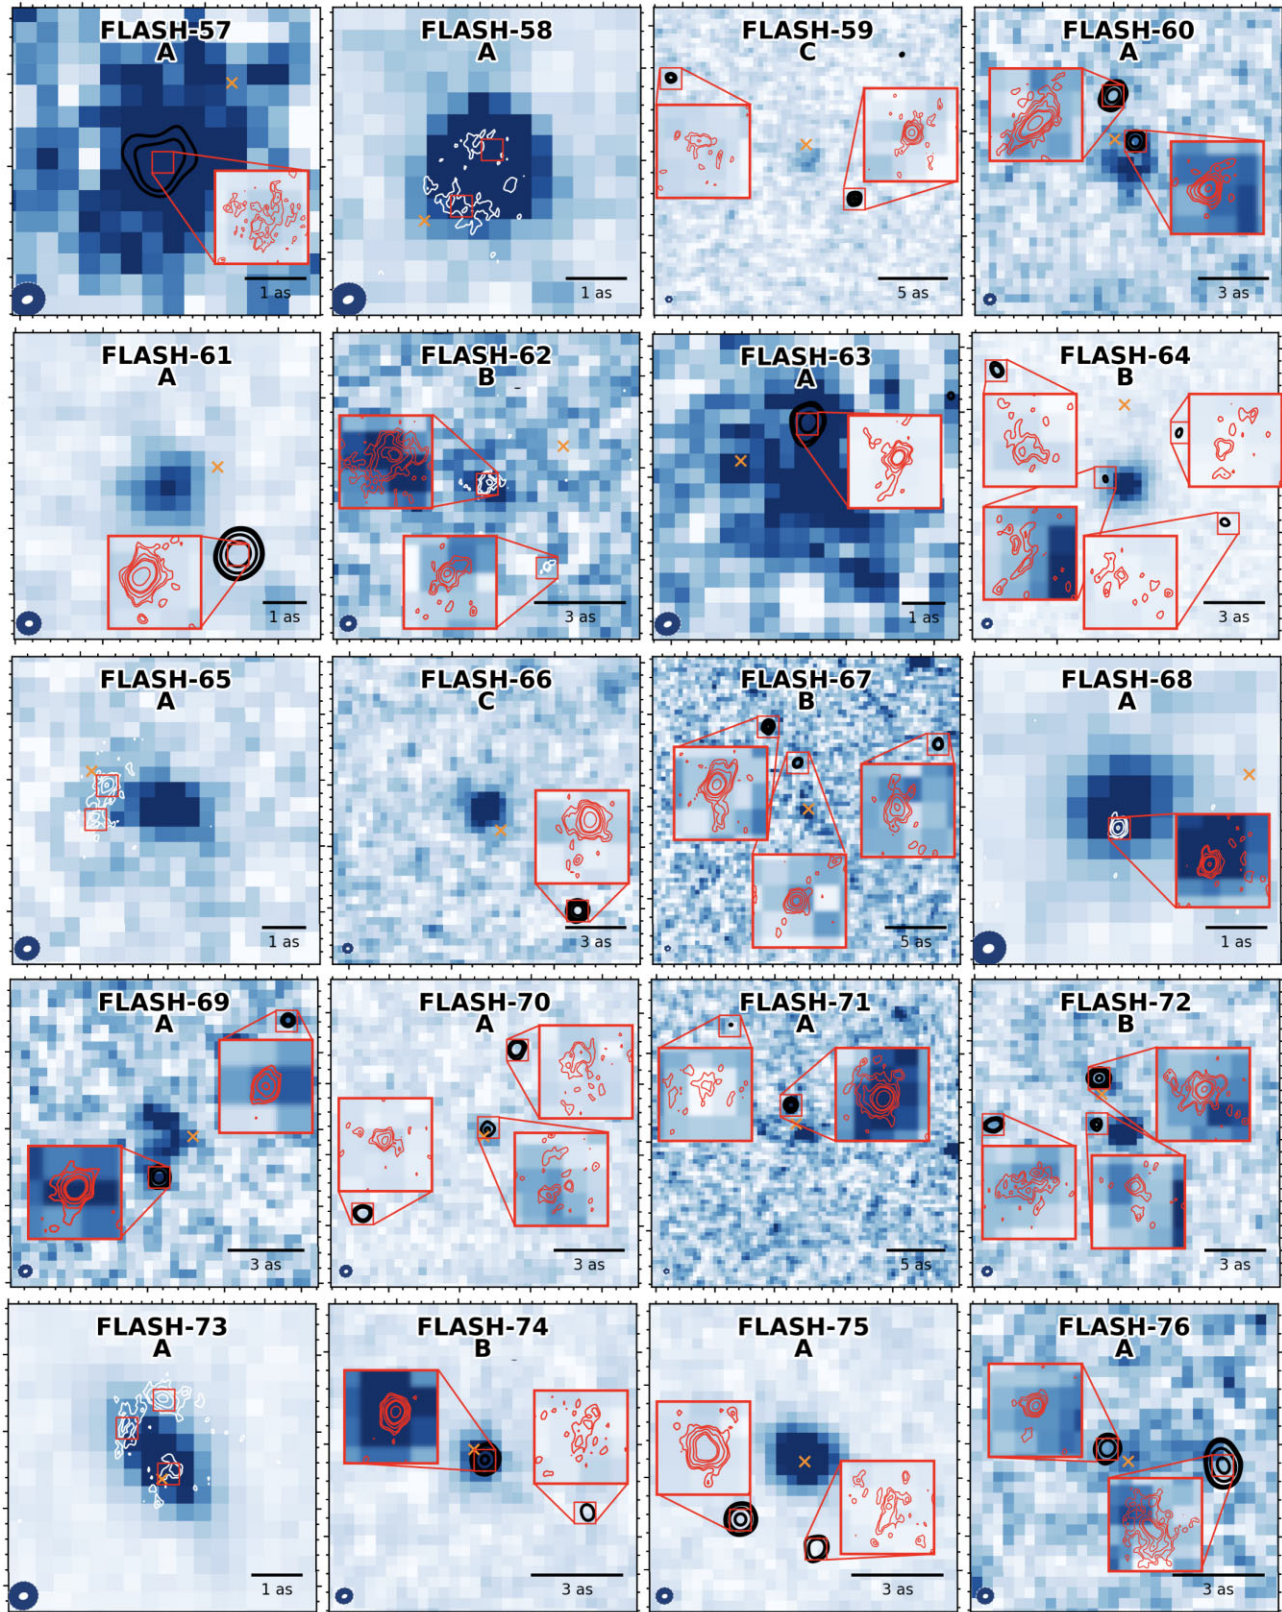 FLASH-57
A
1 as
FLASH-58
A
1 as
FLASH-59
C
5 as
FLASH-60
A
3 as
FLASH-61
A
1 as
FLASH-62
B
3 as
FLASH-63
A
1 as
FLASH-64
B
3 as
FLASH-65
A
1 as
FLASH-66
C
3 as
FLASH-67
B
5 as
FLASH-68
A
1 as
FLASH-69
A
3 as
FLASH-70
A
3 as
FLASH-71
A
5 as
FLASH-72
B
3 as
FLASH-73
A
1 as
FLASH-74
B
3 as
FLASH-75
A
3 as
FLASH-76
A
3 as